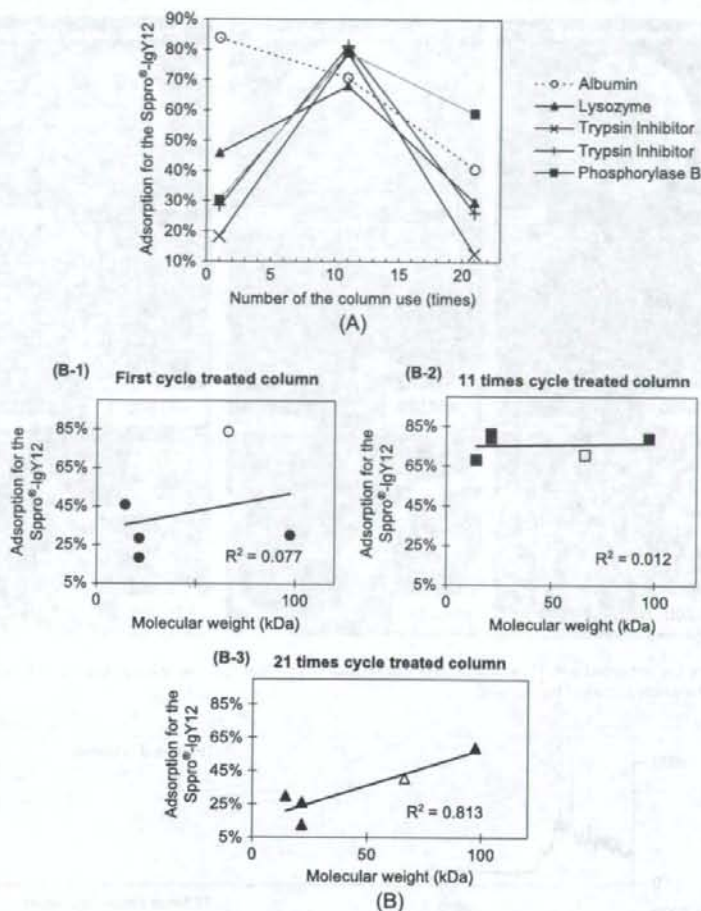 90%
80%
70%
60%
50%
40%
30%
20%
10%
Adsorption for the Sppro®-IgY12
0 5 10 15 20
Number of the column use (times)
Albumin
Lysozyme
Trypsin Inhibitor
Trypsin Inhibitor
Phosphorylase B
(A)
(B-1)
First cycle treated column
Adsorption for the
Sppro®-IgY12
85%
65%
45%
25%
5%
R² = 0.077
0 100
Molecular weight (kDa)
(B-2)
11 times cycle treated column
Adsorption for the
Sppro®-IgY12
85%
65%
45%
25%
5%
R² = 0.012
0 50 100
Molecular weight (kDa)
(B-3)
21 times cycle treated column
Adsorption for the
Sppro®-IgY12
85%
65%
45%
25%
5%
R² = 0.813
0 50 100
Molecular weight (kDa)
(B)